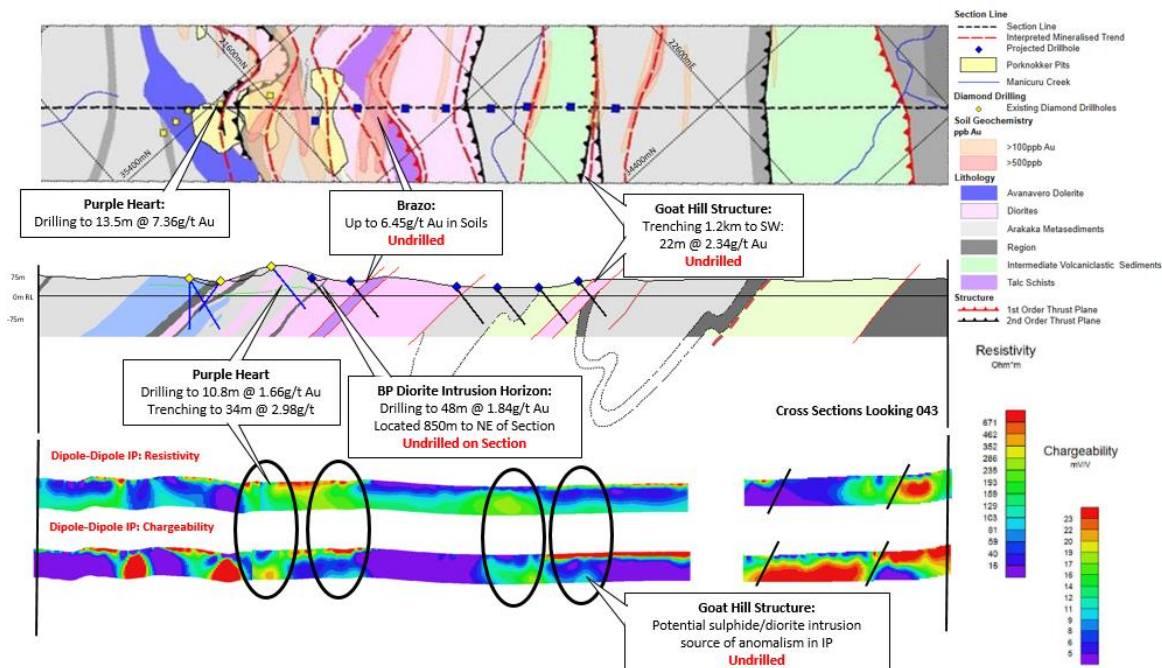 21600mN
22600mE
35400mN
34400mN
Purple Heart:
Drilling to 13.5m @ 7.36g/t Au
Brazo:
Up to 6.45g/t Au in Soils
Undrilled
Goat Hill Structure:
Trenching 1.2km to SW:
22m @ 2.34g/t Au
Undrilled
75m
0m RL
-75m
Purple Heart
Drilling to 10.8m @ 1.66g/t Au
Trenching to 34m @ 2.98g/t
BP Diorite Intrusion Horizon:
Drilling to 48m @ 1.84g/t Au
Located 850m to NE of Section
Undrilled on Section
Cross Sections Looking 043
Dipole-Dipole IP: Resistivity
Dipole-Dipole IP: Chargeability
Goat Hill Structure:
Potential sulphide/diorite intrusion
source of anomalism in IP
Undrilled
Section Line
Section Line
Interpreted Mineralised Trend
Projected Drillhole
Porknokker Pits
Manicuru Creek
Diamond Drilling
Existing Diamond Drillholes
Soil Geochemistry
ppb Au
>100ppb Au
>500ppb
Lithology
Avanavero Dolerite
Diorites
Arakaka Metasediments
Region
Intermediate Volcaniclastic Sediments
Talc Schists
Structure
1st Order Thrust Plane
2nd Order Thrust Plane
Resistivity
Ohm*m
671
462
352
286
235
193
159
129
103
81
59
40
15
Chargeability
mV/V
23
22
20
19
17
16
14
12
11
9
8
6
5